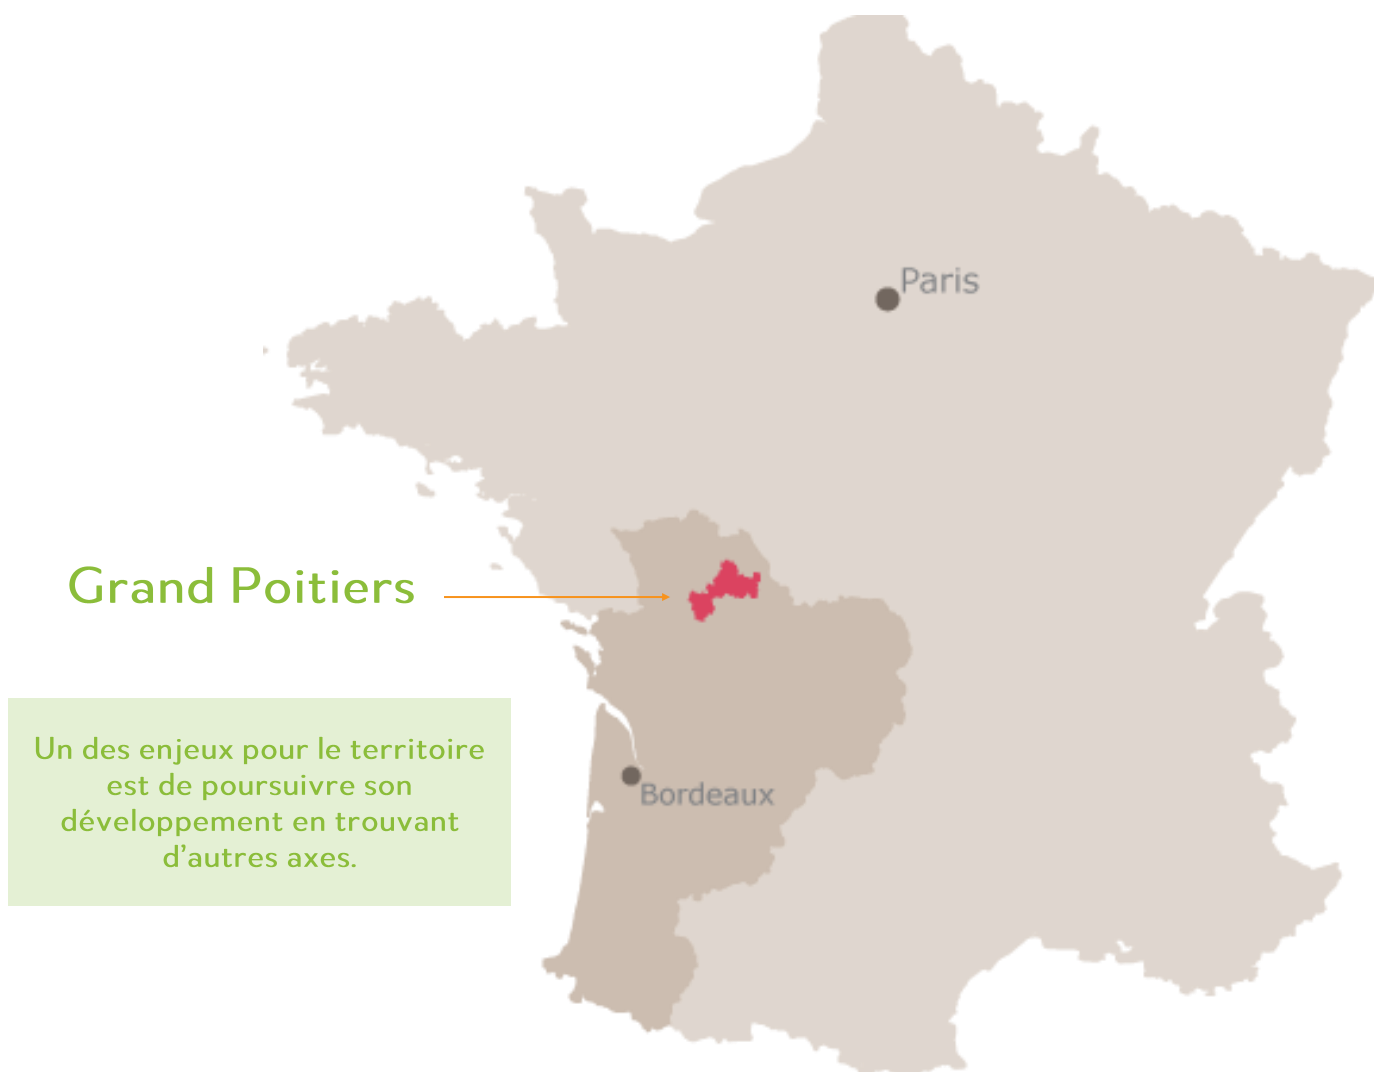 Paris
Grand Poitiers
Un des enjeux pour le territoire
est de poursuivre son
développement en trouvant
d’autres axes.
Bordeaux